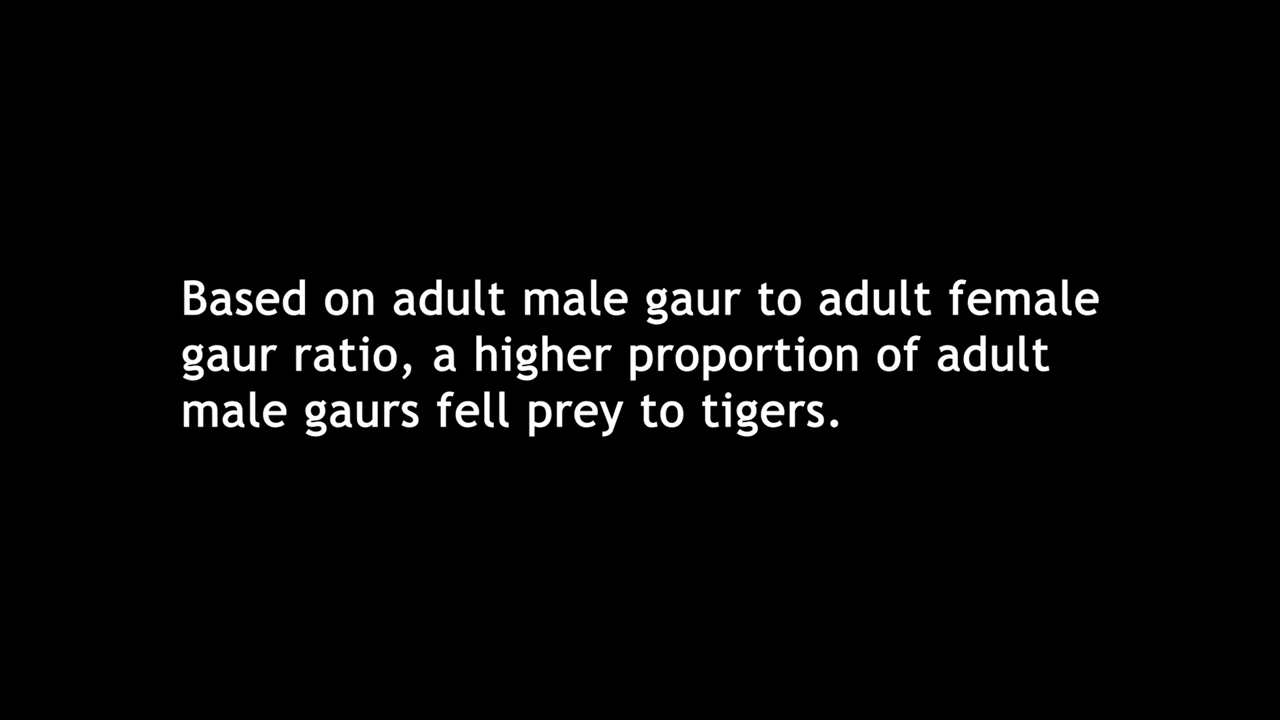 Based on adult male gaur to adult female
gaur ratio, a higher proportion of adult
male gaurs fell prey to tigers.